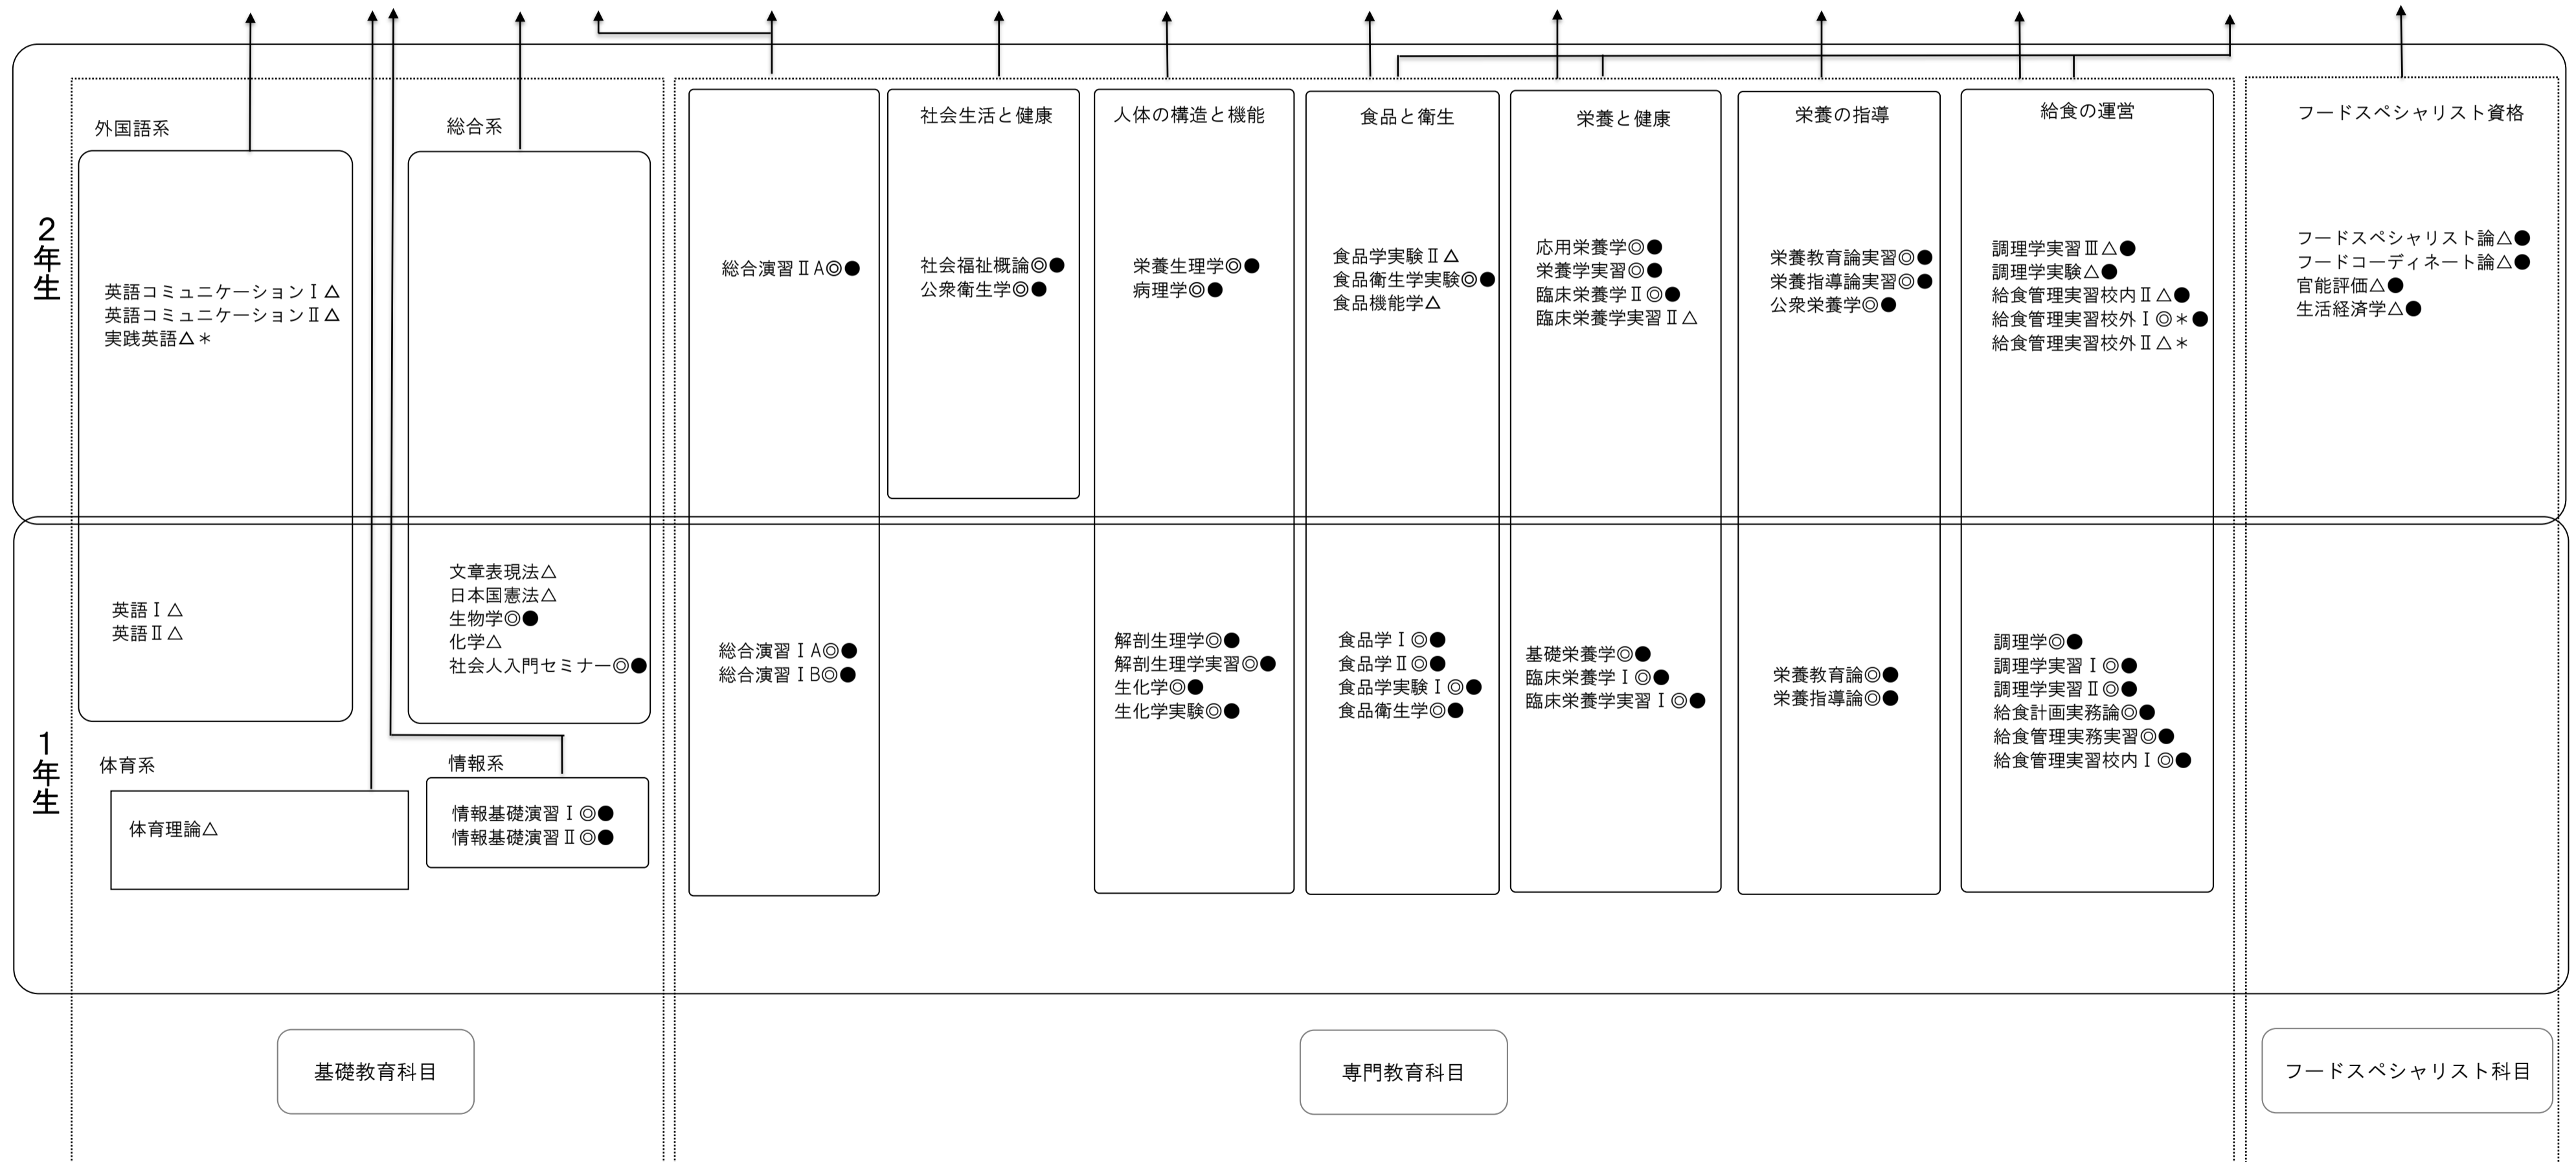 2年生
外国語系
英語コミュニケーションⅠ△
英語コミュニケーションⅡ△
実践英語△＊
総合系
総合演習ⅡA◎●
社会生活と健康
社会福祉概論◎●
公衆衛生学◎●
人体の構造と機能
栄養生理学◎●
病理学◎●
食品と衛生
食品学実験Ⅱ△
食品衛生学実験◎●
食品機能学△
栄養と健康
応用栄養学◎●
栄養学実習◎●
臨床栄養学Ⅱ◎●
臨床栄養学実習Ⅱ△
栄養の指導
栄養教育論実習◎●
栄養指導論実習◎●
公衆栄養学◎●
給食の運営
調理学実習Ⅲ△●
調理学実験△●
給食管理実習校内Ⅱ△●
給食管理実習校外Ⅰ◎＊●
給食管理実習校外Ⅱ△＊
フードスペシャリスト資格
フードスペシャリスト論△●
フードコーディネート論△●
官能評価△●
生活経済学△●
1年生
英語Ⅰ△
英語Ⅱ△
文章表現法△
日本国憲法△
生物学◎●
化学△
社会人入門セミナー◎●
体育系
体育理論△
情報系
情報基礎演習Ⅰ◎●
情報基礎演習Ⅱ◎●
総合演習ⅠA◎●
総合演習ⅠB◎●
解剖生理学◎●
解剖生理学実習◎●
生化学◎●
生化学実験◎●
食品学Ⅰ◎●
食品学Ⅱ◎●
食品学実験Ⅰ◎●
食品衛生学◎●
基礎栄養学◎●
臨床栄養学Ⅰ◎●
臨床栄養学実習Ⅰ◎●
栄養教育論◎●
栄養指導論◎●
調理学◎●
調理学実習Ⅰ◎●
調理学実習Ⅱ◎●
給食計画実務論◎●
給食管理実務実習◎●
給食管理実習校内Ⅰ◎●
基礎教育科目
専門教育科目
フードスペシャリスト科目